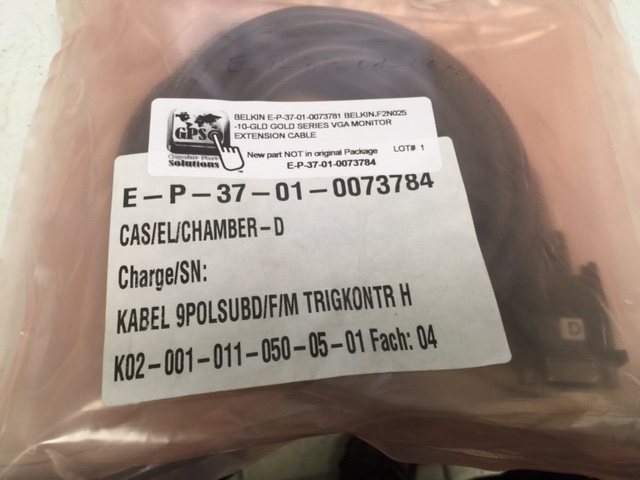 BELKIN E-P-37-01-0073781 BELKIN.F2N025
-10-GLD GOLD SERIES VGA MONITOR
EXTENSION CABLE
GPS
Solutions
New part NOT in original Package LOT# 1
E-P-37-01-0073784
E-P-37-01-0073784
CAS/EL/CHAMBER-D
Charge/SN:
KABEL 9POLSUBD/F/M TRIGKONTR H
K02-001-011-050-05-01 Fach: 04
D